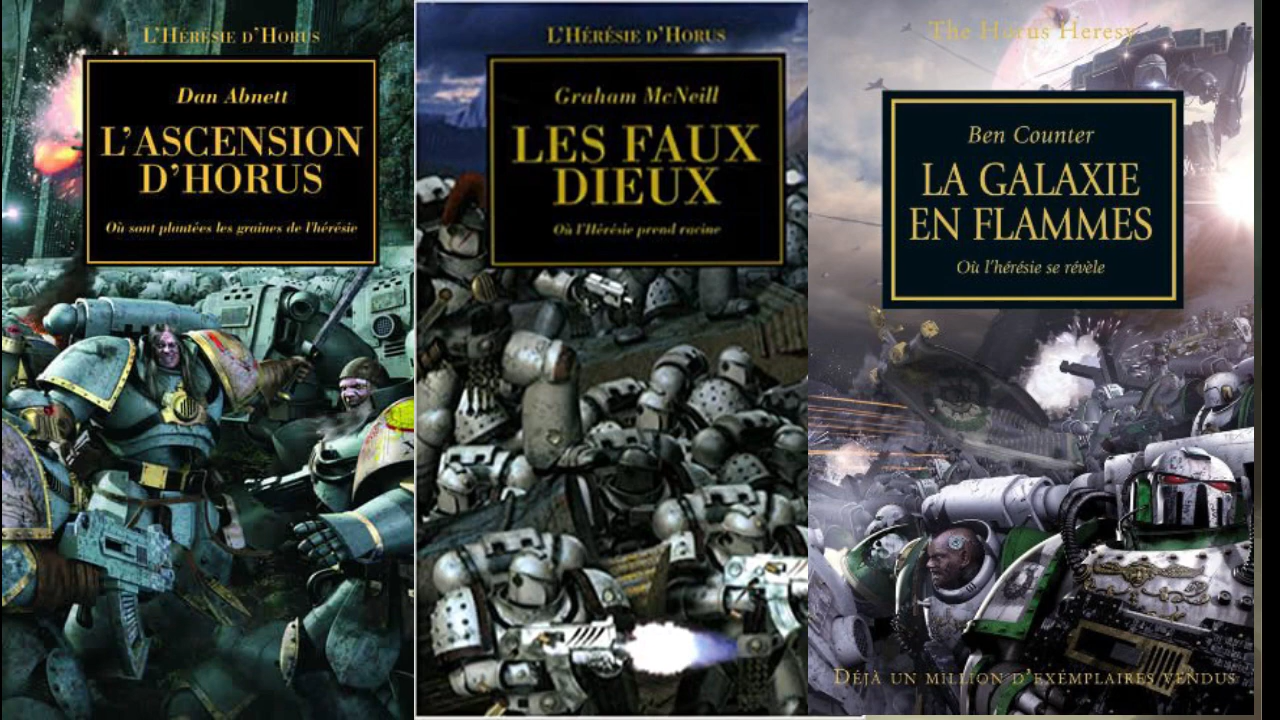 L'HÉRÉSIE D'HORUS
Dan Abnett
L'ASCENSION
D'HORUS
Où sont plantées les graines de l'hérésie
L'HÉRÉSIE D'HORUS
Graham McNeill
LES FAUX
DIEUX
Où l'Hérésie prend racine
The Horus Heresy
Ben Counter
LA GALAXIE
EN FLAMMES
Où l'hérésie se révèle
DÉJÀ UN MILLION D'EXÉMPLAIRES VENDUS